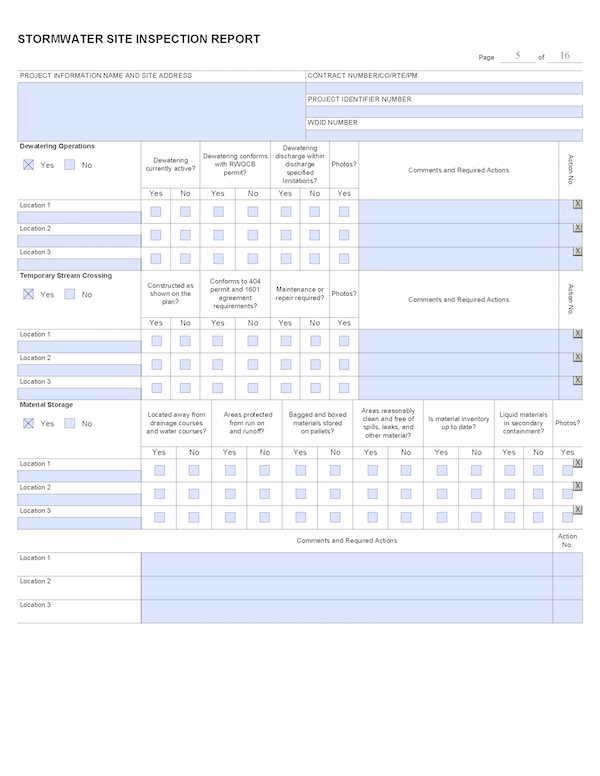 STORMWATER SITE INSPECTION REPORT
Page 5 of 16
PROJECT INFORMATION NAME AND SITE ADDRESS
CONTRACT NUMBER/CO/RTE/PM
PROJECT IDENTIFIER NUMBER
WDID NUMBER
Dewatering Operations
Yes No
Dewatering
currently active?
Dewatering conforms
with RWQCB
permit?
Dewatering
discharge within
discharge
specified
limitations?
Photos?
Comments and Required Actions
Action No.
Yes No Yes No Yes No Yes
Location 1
X
Location 2
X
Location 3
X
Temporary Stream Crossing
Yes No
Constructed as
shown on the
plan?
Conforms to 404
permit and 1601
agreement
requirements?
Maintenance or
repair required?
Photos?
Comments and Required Actions
Action No.
Yes No Yes No Yes No Yes
Location 1
X
Location 2
X
Location 3
X
Material Storage
Yes No
Located away from
drainage courses
and water courses?
Areas protected
from run on
and runoff?
Bagged and boxed
materials stored
on pallets?
Areas reasonably
clean and free of
spills, leaks, and
other material?
Is material inventory
up to date?
Liquid materials
in secondary
containment?
Photos?
Yes No Yes No Yes No Yes No Yes No Yes No Yes
Location 1
X
Location 2
X
Location 3
X
Comments and Required Actions
Action
No.
Location 1
Location 2
Location 3